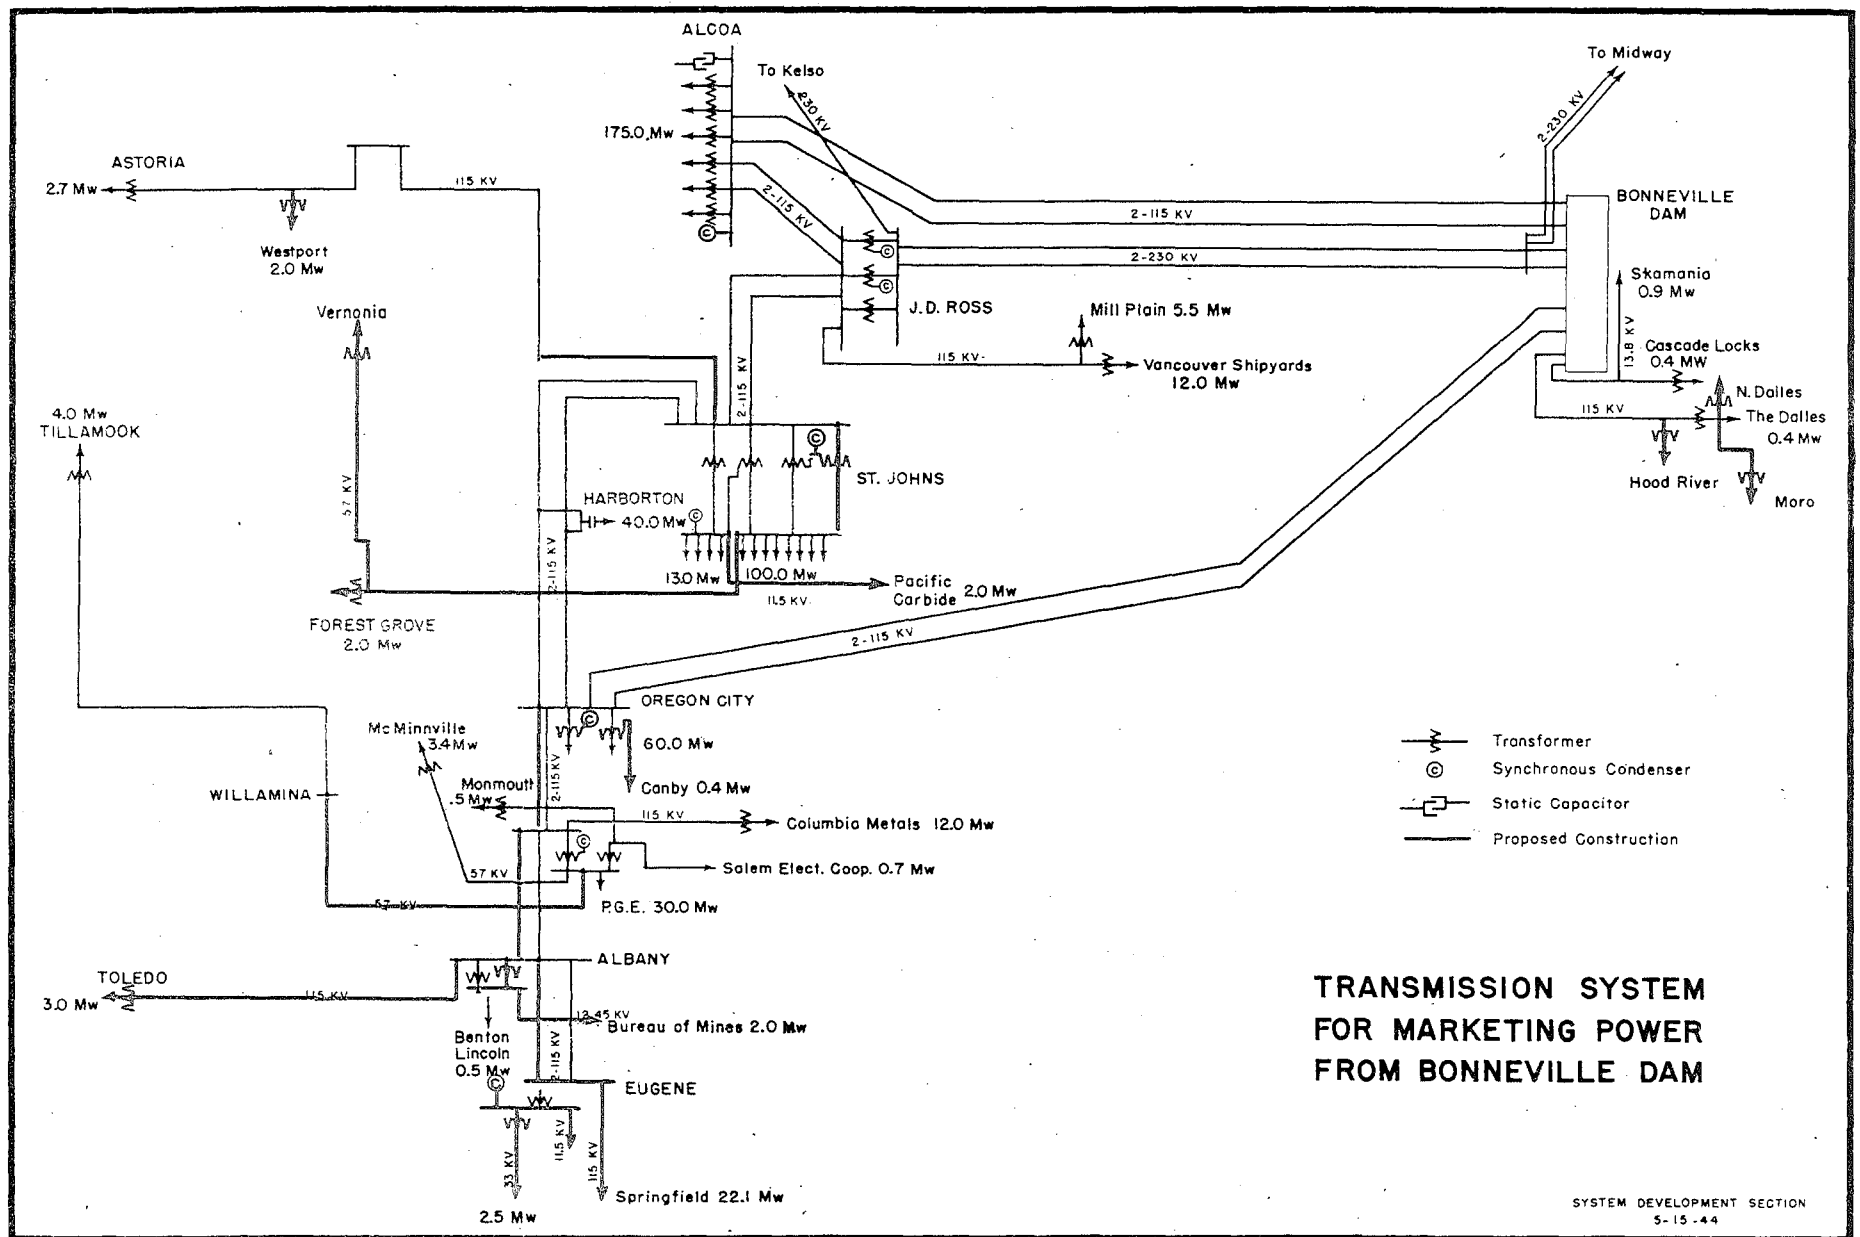 ALCOA
To Kelso
To Midway
230 KV
2-230 KV
175.0 Mw
ASTORIA
2.7 Mw
115 KV
2-115 KV
BONNEVILLE
DAM
2-115 KV
Westport
2.0 Mw
2-230 KV
Skamania
0.9 Mw
Vernonia
J.D. ROSS
Mill Plain 5.5 Mw
13.8 KV
Cascade Locks
0.4 MW
115 KV
Vancouver Shipyards
12.0 Mw
2-115 KV
N. Dalles
4.0 Mw
TILLAMOOK
115 KV
The Dalles
0.4 Mw
57 KV
ST. JOHNS
Hood River
Moro
HARBORTON
40.0 Mw
C
2-115 KV
13.0 Mw
100.0 Mw
11.5 KV
Pacific
Carbide
2.0 Mw
FOREST GROVE
2.0 Mw
2-115 KV
OREGON CITY
McMinnville
3.4 Mw
60.0 Mw
Transformer
C
Synchronous Condenser
Static Capacitor
Proposed Construction
Monmouth
.5 Mw
2-115 KV
Canby 0.4 Mw
WILLAMINA
115 KV
Columbia Metals 12.0 Mw
57 KV
Salem Elect. Coop. 0.7 Mw
57 KV
P.G.E. 30.0 Mw
ALBANY
TOLEDO
3.0 Mw
115 KV
Bureau of Mines 2.0 Mw
Benton
Lincoln
0.5 Mw
2-115 KV
EUGENE
33 KV
11.5 KV
115 KV
Springfield 22.1 Mw
2.5 Mw
TRANSMISSION SYSTEM
FOR MARKETING POWER
FROM BONNEVILLE DAM
SYSTEM DEVELOPMENT SECTION
5-15-44